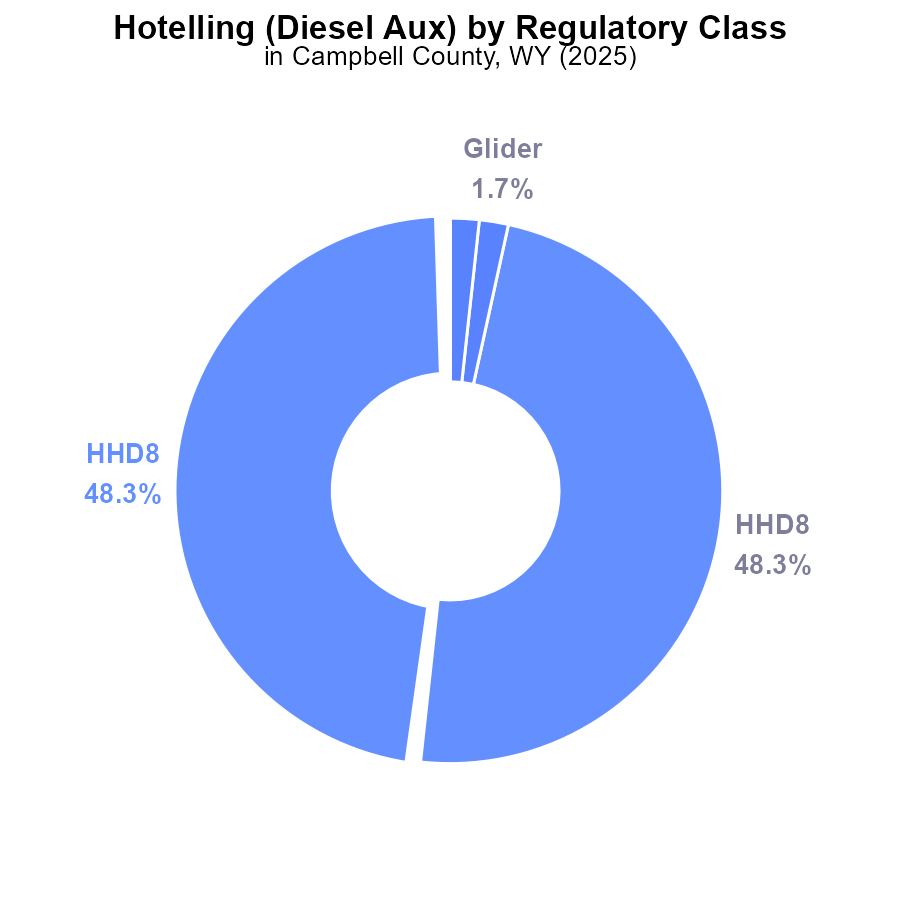 Hotelling (Diesel Aux) by Regulatory Class
in Campbell County, WY (2025)
Glider
1.7%
HHD8
48.3%
HHD8
48.3%